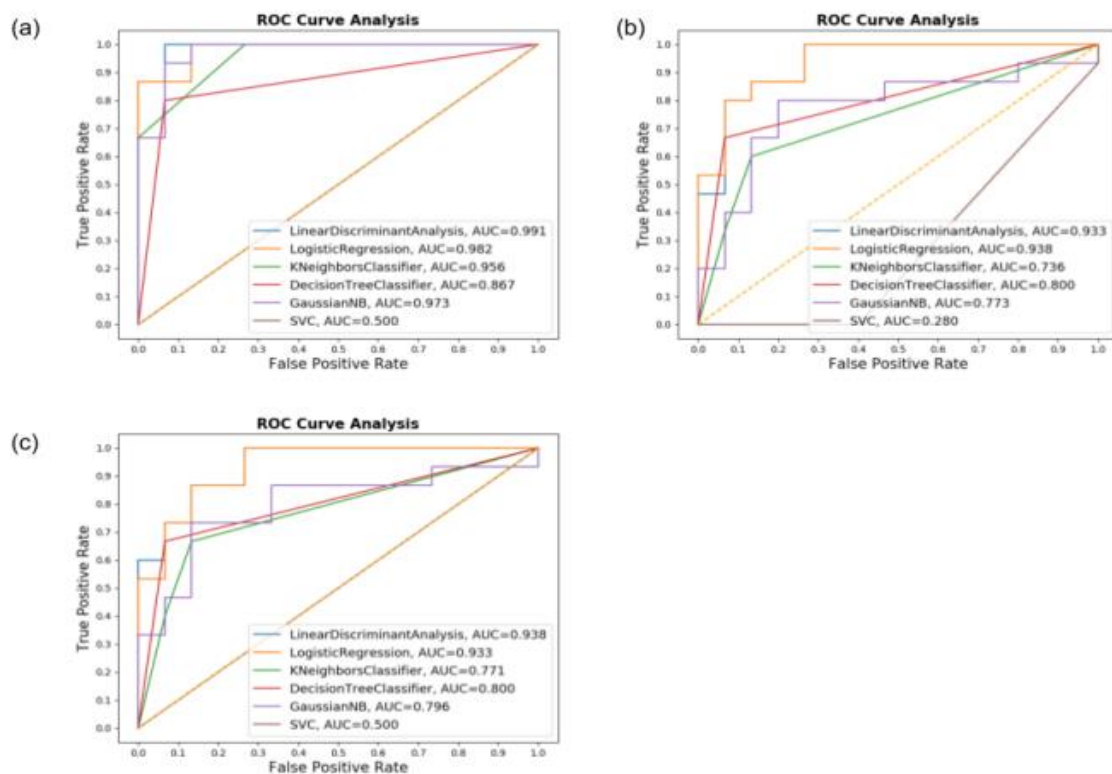 (a)
ROC Curve Analysis
True Positive Rate
1.0
0.9
0.8
0.7
0.6
0.5
0.4
0.3
0.2
0.1
0.0
LinearDiscriminantAnalysis, AUC=0.991
LogisticRegression, AUC=0.982
KNeighborsClassifier, AUC=0.956
DecisionTreeClassifier, AUC=0.867
GaussianNB, AUC=0.973
SVC, AUC=0.500
0.0 0.1 0.2 0.3 0.4 0.5 0.6 0.7 0.8 0.9 1.0
False Positive Rate
(b)
ROC Curve Analysis
True Positive Rate
1.0
0.9
0.8
0.7
0.6
0.5
0.4
0.3
0.2
0.1
0.0
LinearDiscriminantAnalysis, AUC=0.933
LogisticRegression, AUC=0.938
KNeighborsClassifier, AUC=0.736
DecisionTreeClassifier, AUC=0.800
GaussianNB, AUC=0.773
SVC, AUC=0.280
0.0 0.1 0.2 0.3 0.4 0.5 0.6 0.7 0.8 0.9 1.0
False Positive Rate
(c)
ROC Curve Analysis
True Positive Rate
1.0
0.9
0.8
0.7
0.6
0.5
0.4
0.3
0.2
0.1
0.0
LinearDiscriminantAnalysis, AUC=0.938
LogisticRegression, AUC=0.933
KNeighborsClassifier, AUC=0.771
DecisionTreeClassifier, AUC=0.800
GaussianNB, AUC=0.796
SVC, AUC=0.500
0.0 0.1 0.2 0.3 0.4 0.5 0.6 0.7 0.8 0.9 1.0
False Positive Rate